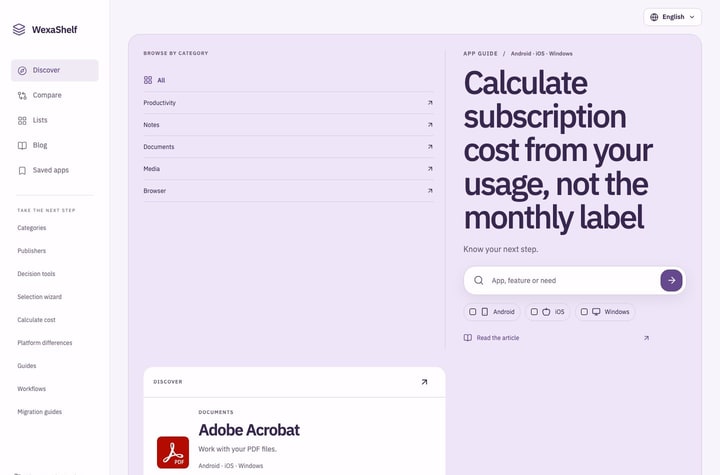 WexaShelf
Discover
Compare
Lists
Blog
Saved apps
TAKE THE NEXT STEP
Categories
Publishers
Decision tools
Selection wizard
Calculate cost
Platform differences
Guides
Workflows
Migration guides
English
BROWSE BY CATEGORY
All
Productivity
Notes
Documents
Media
Browser
APP GUIDE / Android · iOS · Windows
Calculate
subscription
cost from your
usage, not the
monthly label
Know your next step.
App, feature or need
Android
iOS
Windows
Read the article
DISCOVER
DOCUMENTS
Adobe Acrobat
Work with your PDF files.
Android · iOS · Windows
PDF